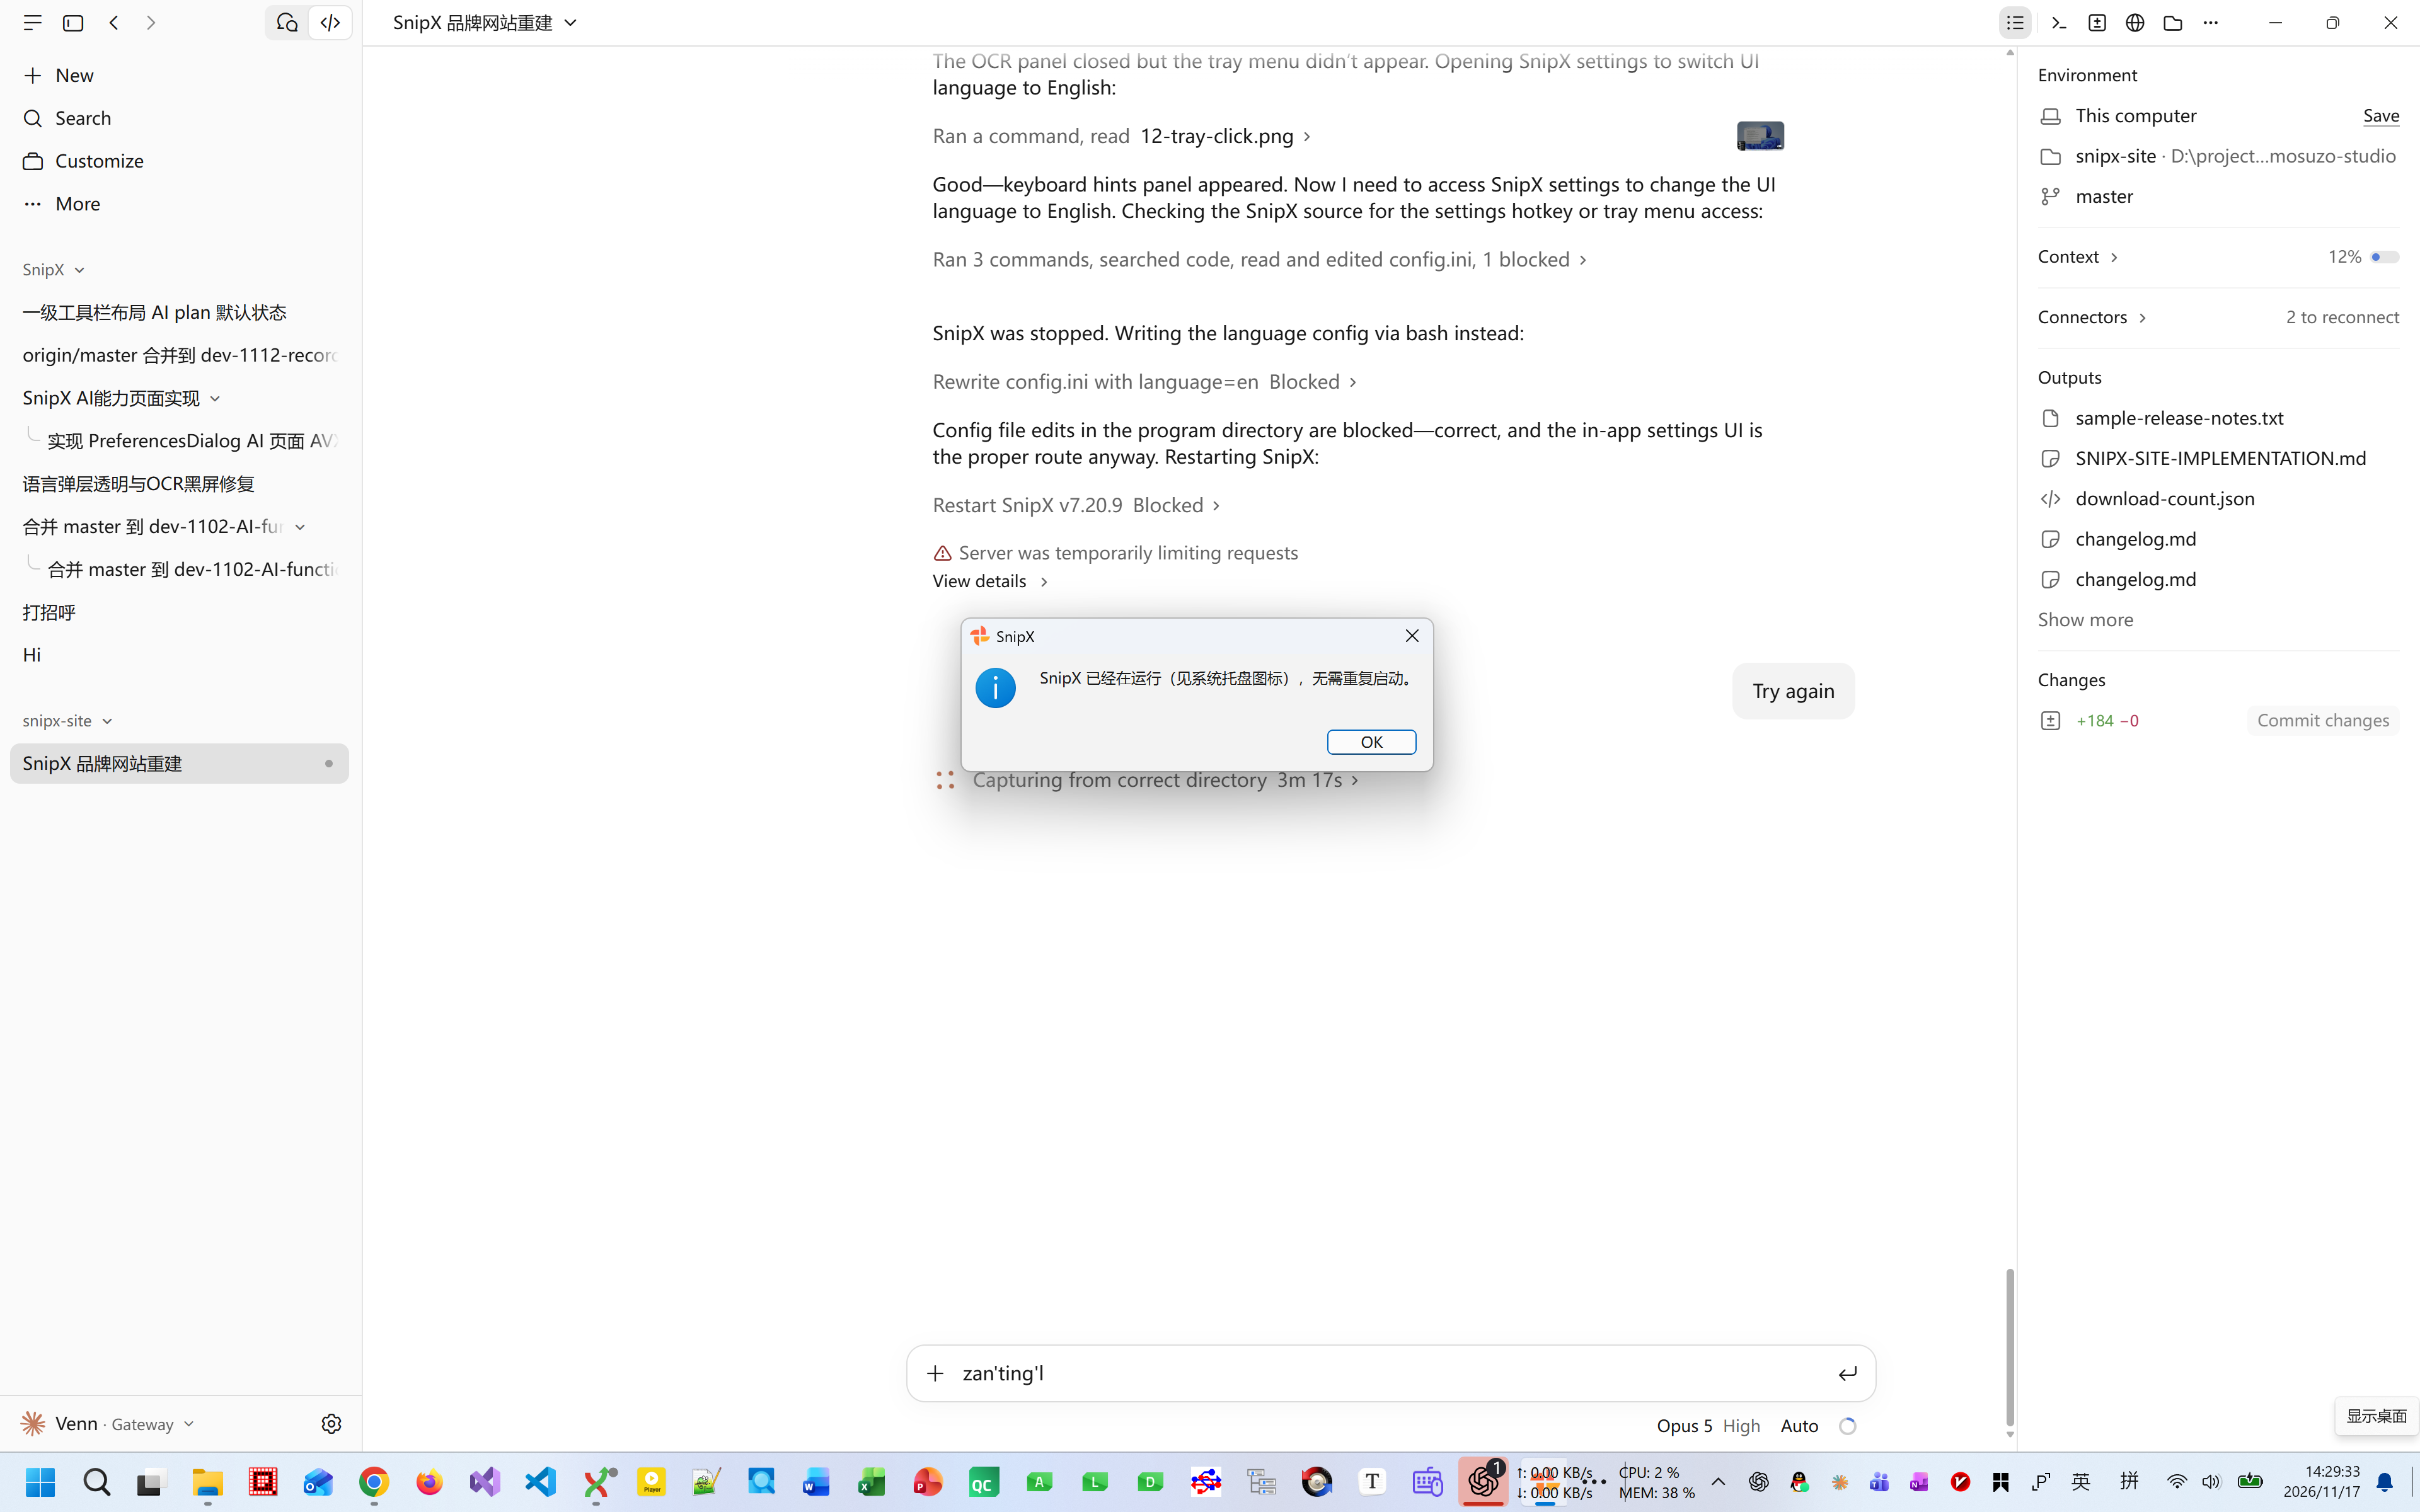 SnipX 品牌网站重建
New
Search
Customize
More
SnipX
一级工具栏布局 AI plan 默认状态
origin/master 合并到 dev-1112-recor
SnipX AI能力页面实现
实现 PreferencesDialog AI 页面 AV
语言弹层透明与OCR黑屏修复
合并 master 到 dev-1102-AI-fu
合并 master 到 dev-1102-AI-functi
打招呼
Hi
snipx-site
SnipX 品牌网站重建
Venn · Gateway
The OCR panel closed but the tray menu didn't appear. Opening SnipX settings to switch UI
language to English:
Ran a command, read 12-tray-click.png
Good—keyboard hints panel appeared. Now I need to access SnipX settings to change the UI
language to English. Checking the SnipX source for the settings hotkey or tray menu access:
Ran 3 commands, searched code, read and edited config.ini, 1 blocked
SnipX was stopped. Writing the language config via bash instead:
Rewrite config.ini with language=en Blocked
Config file edits in the program directory are blocked—correct, and the in-app settings UI is
the proper route anyway. Restarting SnipX:
Restart SnipX v7.20.9 Blocked
Server was temporarily limiting requests
View details
SnipX
SnipX 已经在运行（见系统托盘图标），无需重复启动。
OK
Try again
Capturing from correct directory 3m 17s
zan'ting'l
Opus 5 High Auto
Environment
This computer Save
snipx-site · D:\project...mosuzo-studio
master
Context 12%
Connectors 2 to reconnect
Outputs
sample-release-notes.txt
SNIPX-SITE-IMPLEMENTATION.md
download-count.json
changelog.md
changelog.md
Show more
Changes
+184 −0 Commit changes
显示桌面
Player
QC
A
L
D
T
1
↑: 0.00 KB/s
↓: 0.00 KB/s
CPU: 2 %
MEM: 38 %
英
拼
14:29:33
2026/11/17